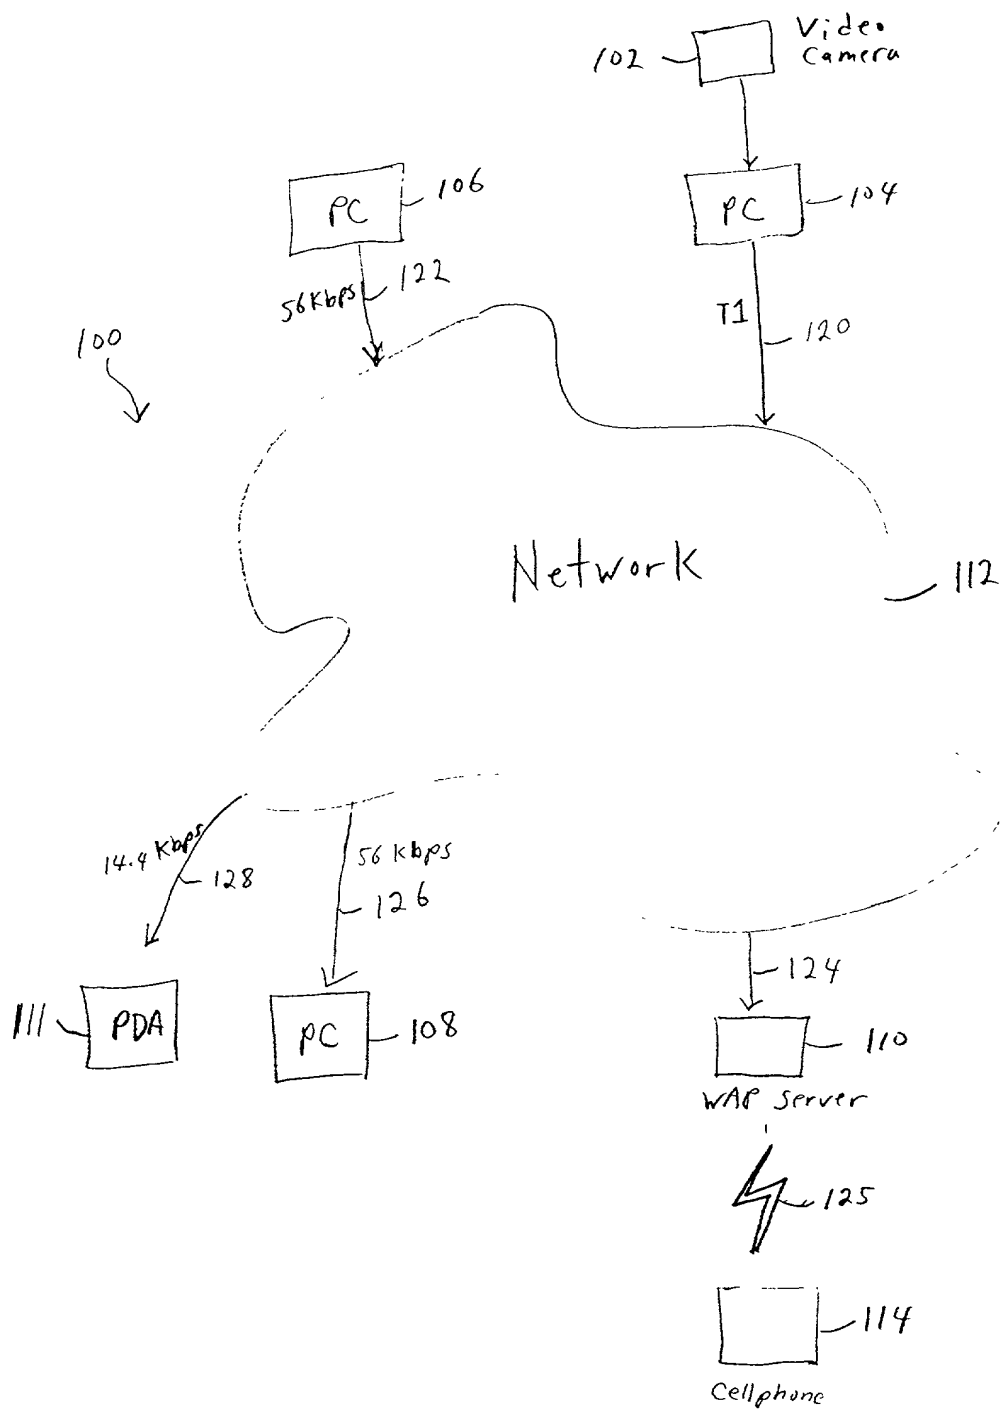 Video
Camera
102
PC
106
PC
104
56Kbps
122
T1
120
100
Network
112
14.4 Kbps
128
56 Kbps
126
124
111
PDA
PC
108
110
WAP Server
125
114
Cellphone